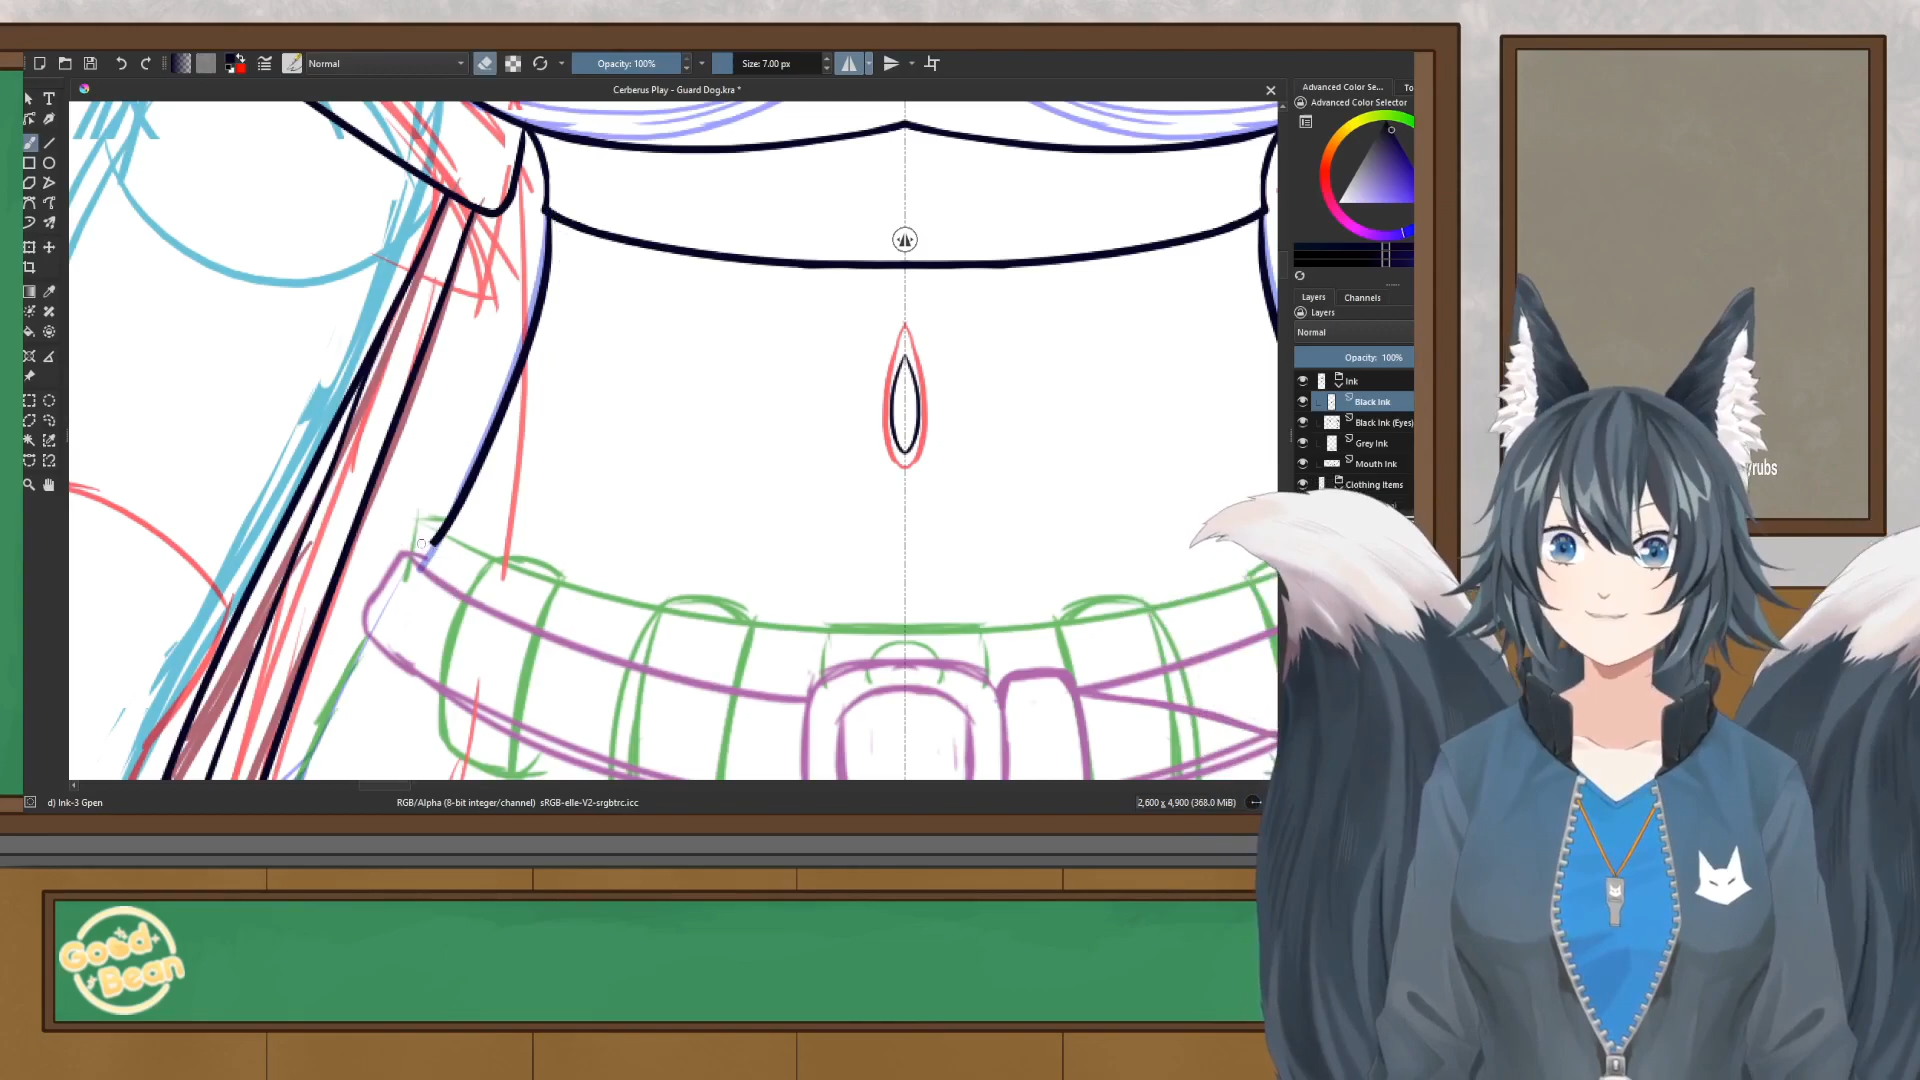 Normal
Opacity: 100%
Size: 7.00 px
Cerberus Play - Guard Dog.kra *
Advanced Color Se...
To
Advanced Color Selector
Layers
Channels
Layers
Normal
Opacity: 100%
Ink
Black Ink
Black Ink (Eyes)
Grey Ink
Mouth Ink
Clothing Items
/rubs
d) Ink-3 Gpen
RGB/Alpha (8-bit integer/channel) sRGB-elle-V2-srgbtrc.icc
2,600 x 4,900 (368.0 MiB)
Good
Bean